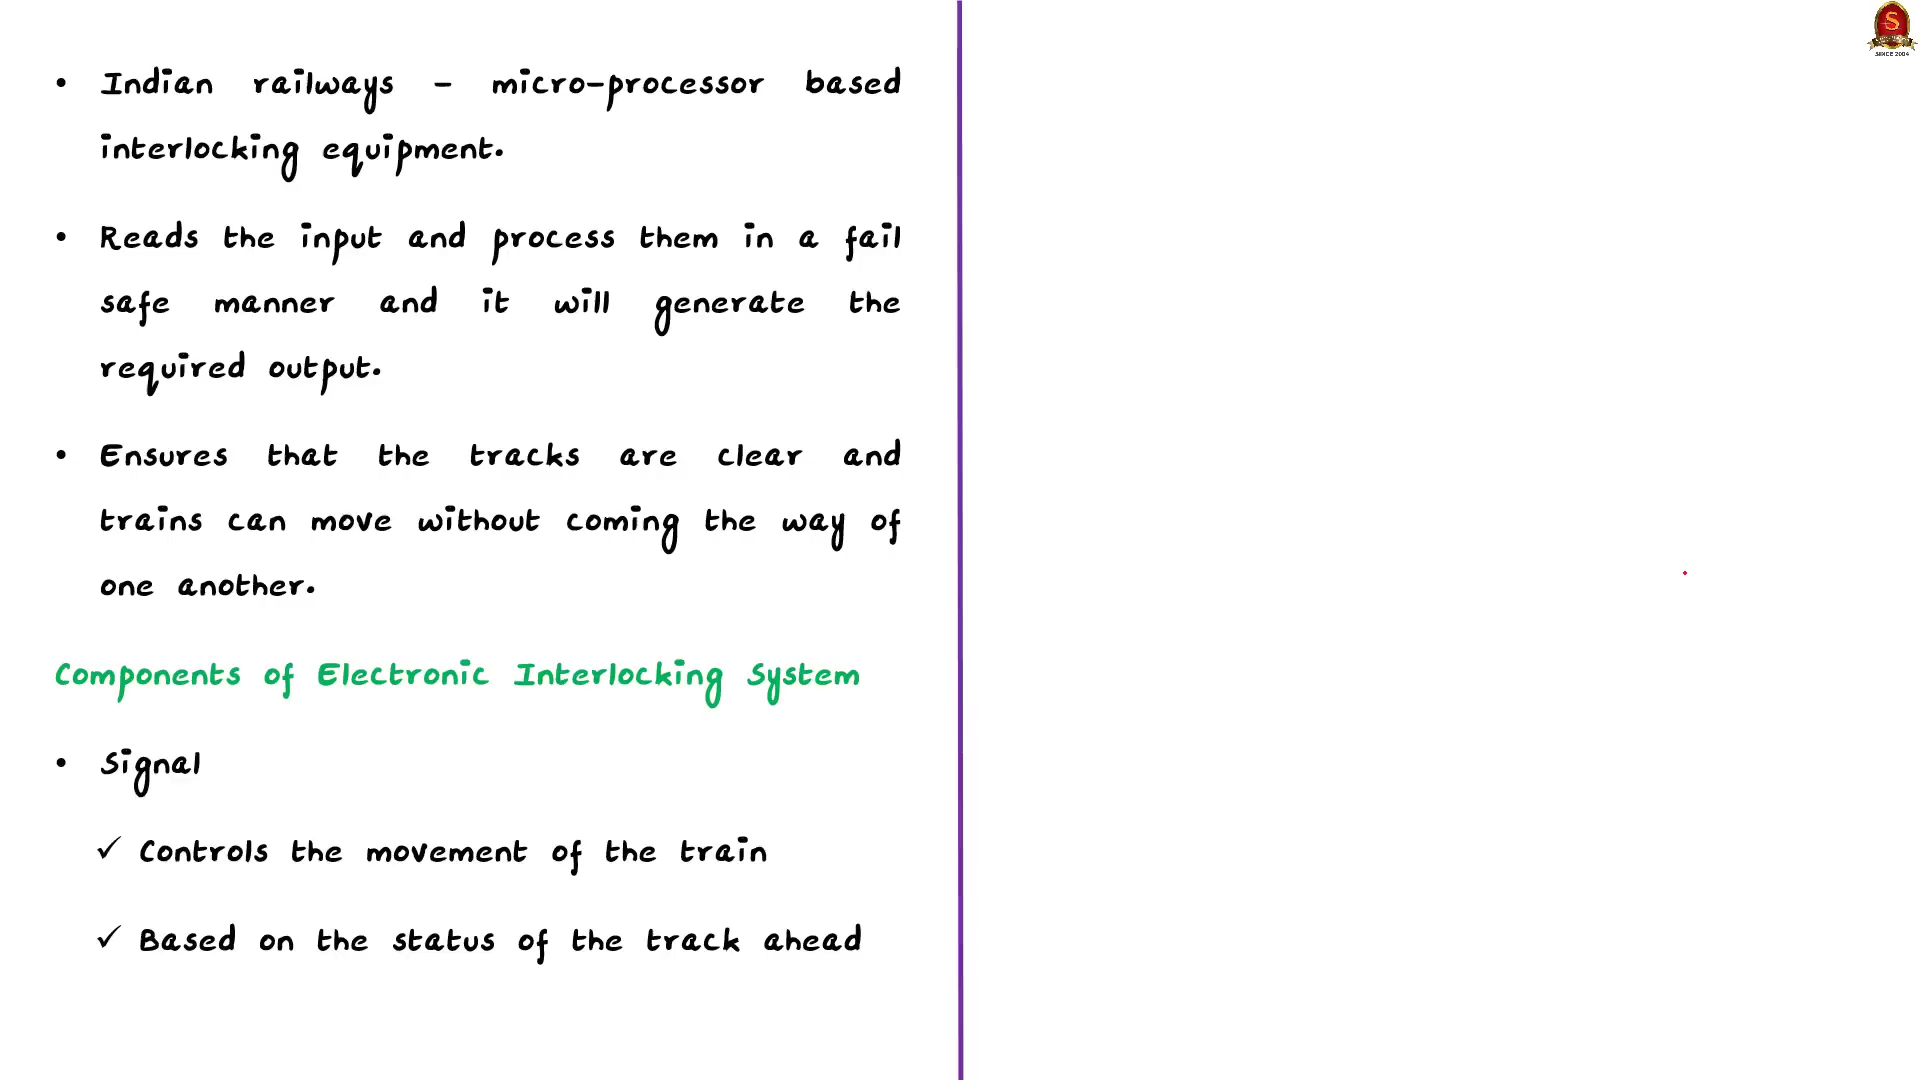 • Indian railways - micro-processor based
interlocking equipment.
• Reads the input and process them in a fail
safe manner and it will generate the
required output.
• Ensures that the tracks are clear and
trains can move without coming the way of
one another.
Components of Electronic Interlocking System
• Signal
✓ Controls the movement of the train
✓ Based on the status of the track ahead
S
SINCE 2004